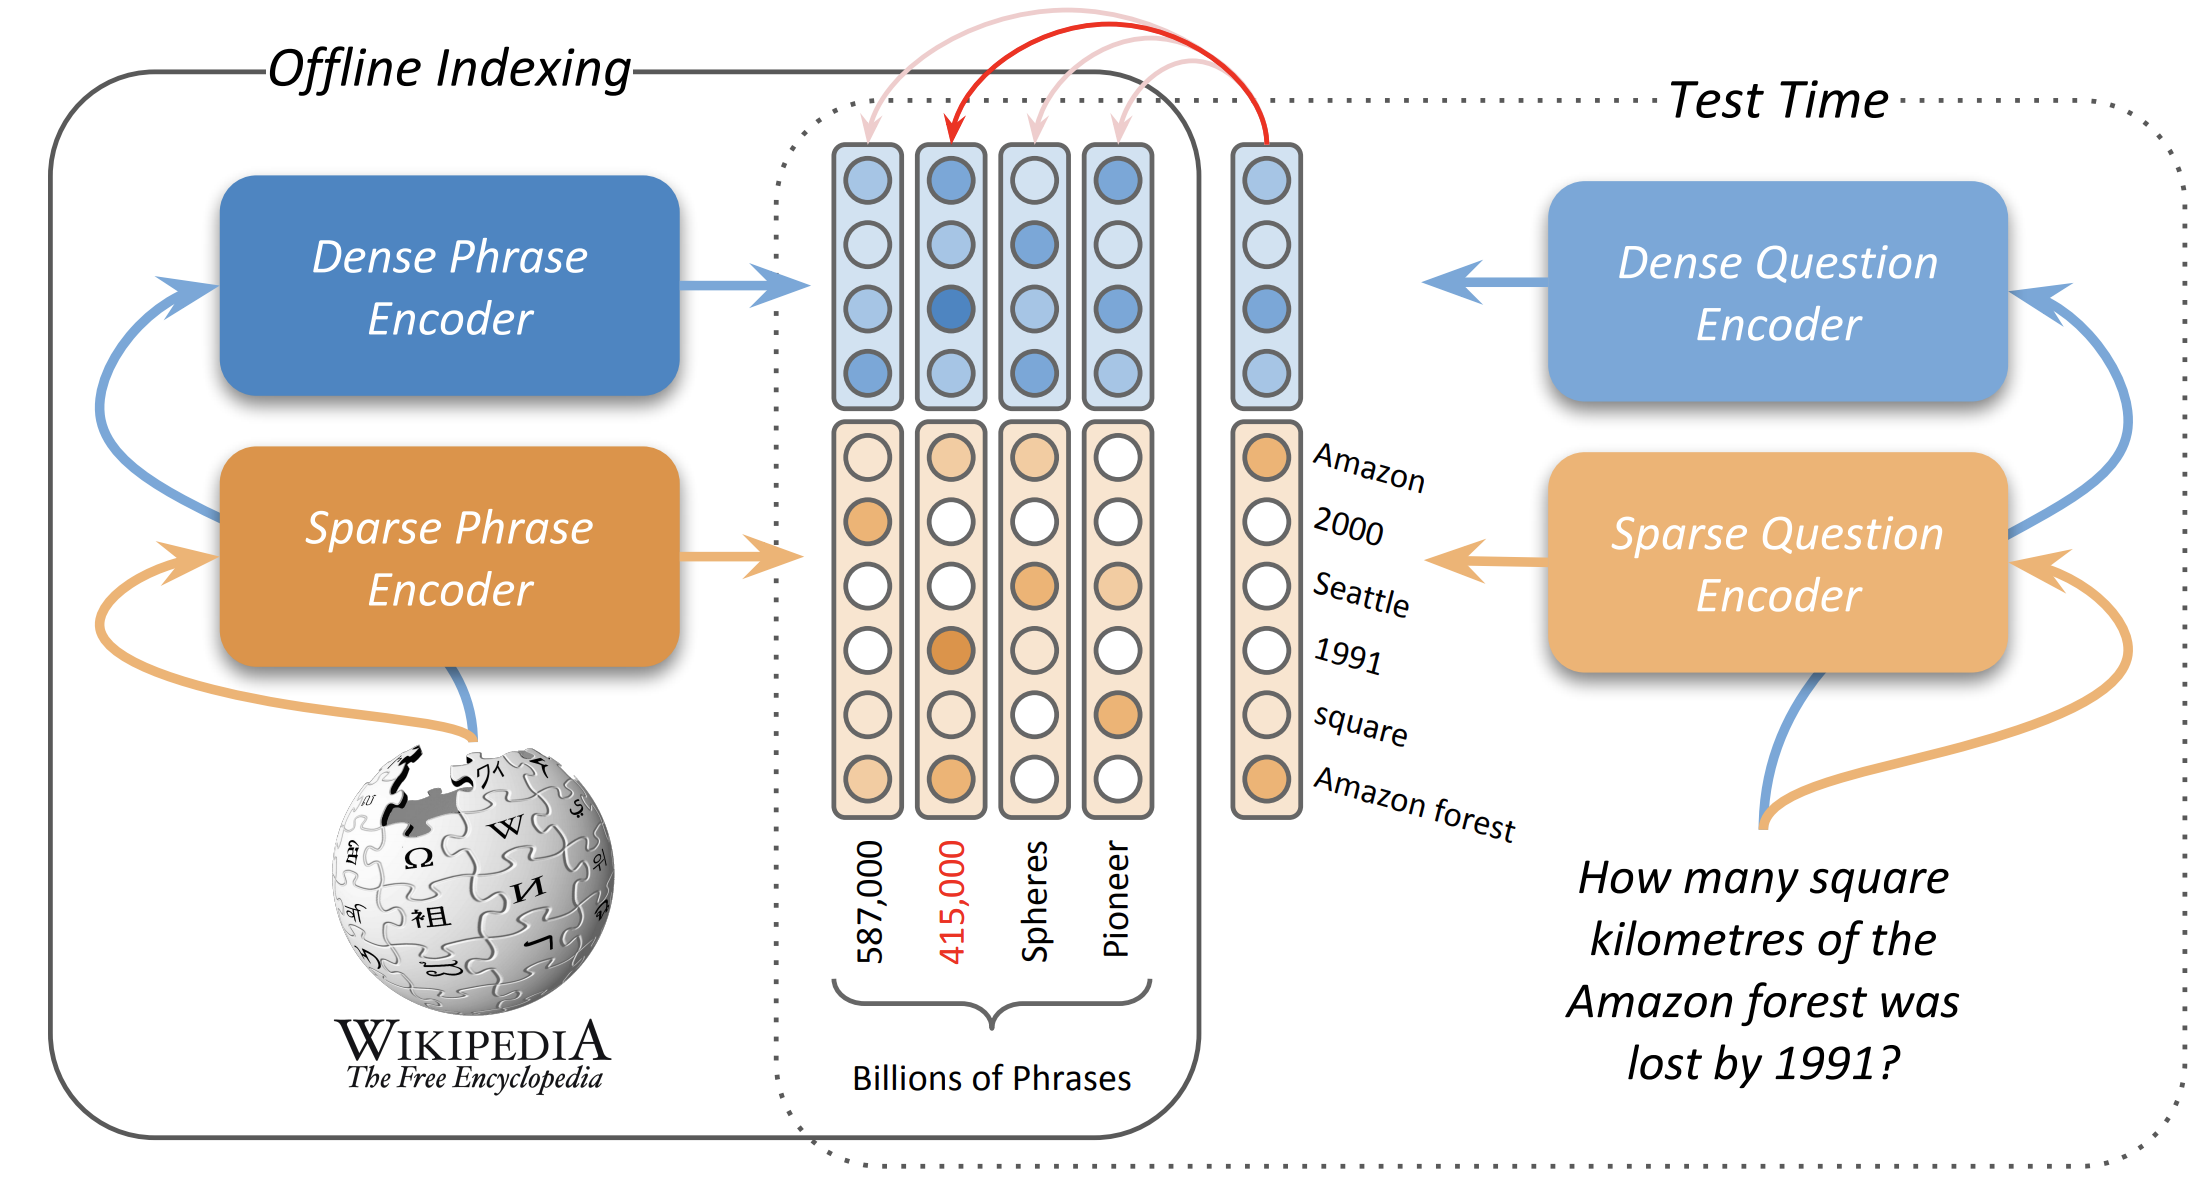 Offline Indexing
Test Time
Dense Phrase
Encoder
Sparse Phrase
Encoder
Dense Question
Encoder
Sparse Question
Encoder
Amazon
2000
Seattle
1991
square
Amazon forest
587,000
415,000
Spheres
Pioneer
Billions of Phrases
Ω
W
И
祖
WIKIPEDIA
The Free Encyclopedia
How many square
kilometres of the
Amazon forest was
lost by 1991?